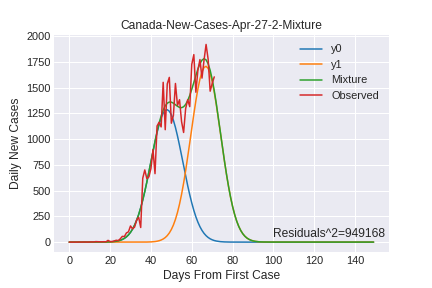 Canada-New-Cases-Apr-27-2-Mixture
2000
1750
1500
1250
1000
750
500
250
0
Daily New Cases
y0
y1
Mixture
Observed
Residuals^2=949168
0 20 40 60 80 100 120 140
Days From First Case